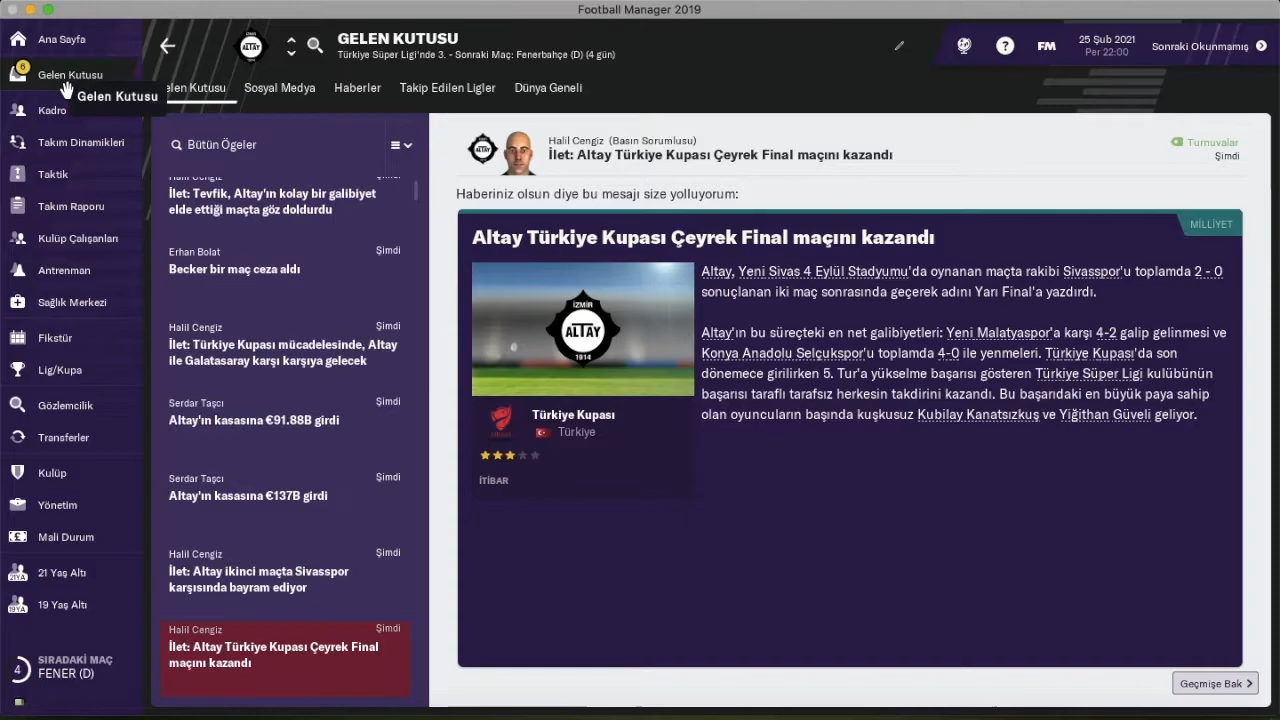 Football Manager 2019
Ana Sayfa
6
Gelen Kutusu
Gelen Kutusu
Kadro
Takım Dinamikleri
Taktik
Takım Raporu
Kulüp Çalışanları
Antrenman
Sağlık Merkezi
Fikstür
Lig/Kupa
Gözlemcilik
Transferler
Kulüp
Yönetim
Mali Durum
21YA
21 Yaş Altı
19YA
19 Yaş Altı
4
SIRADAKİ MAÇ
FENER (D)
İZMİR
ALTAY
GELEN KUTUSU
Türkiye Süper Ligi'nde 3. - Sonraki Maç: Fenerbahçe (D) (4 gün)
?
FM
25 Şub 2021
Per 22:00
Sonraki Okunmamış
elen Kutusu
Sosyal Medya
Haberler
Takip Edilen Ligler
Dünya Geneli
Bütün Ögeler
Halil Cengiz
Şimdi
İlet: Tevfik, Altay'ın kolay bir galibiyet
elde ettiği maçta göz doldurdu
Erhan Bolat
Şimdi
Becker bir maç ceza aldı
Halil Cengiz
Şimdi
İlet: Türkiye Kupası mücadelesinde, Altay
ile Galatasaray karşı karşıya gelecek
Serdar Taşcı
Şimdi
Altay'ın kasasına €91.88B girdi
Serdar Taşcı
Şimdi
Altay'ın kasasına €137B girdi
Halil Cengiz
Şimdi
İlet: Altay ikinci maçta Sivasspor
karşısında bayram ediyor
Halil Cengiz
Şimdi
İlet: Altay Türkiye Kupası Çeyrek Final
maçını kazandı
ALTAY
Halil Cengiz (Basın Sorumlusu)
İlet: Altay Türkiye Kupası Çeyrek Final maçını kazandı
Turnuvalar
Şimdi
Haberiniz olsun diye bu mesajı size yolluyorum:
MİLLİYET
Altay Türkiye Kupası Çeyrek Final maçını kazandı
İZMİR
ALTAY
1914
Türkiye Kupası
Türkiye
İTİBAR
Altay, Yeni Sivas 4 Eylül Stadyumu'da oynanan maçta rakibi Sivasspor'u toplamda 2 - 0
sonuçlanan iki maç sonrasında geçerek adını Yarı Final'a yazdırdı.
Altay'ın bu süreçteki en net galibiyetleri: Yeni Malatyaspor'a karşı 4-2 galip gelinmesi ve
Konya Anadolu Selçukspor'u toplamda 4-0 ile yenmeleri. Türkiye Kupası'da son
dönemece girilirken 5. Tur'a yükselme başarısı gösteren Türkiye Süper Ligi kulübünün
başarısı taraflı tarafsız herkesin takdirini kazandı. Bu başarıdaki en büyük paya sahip
olan oyuncuların başında kuşkusuz Kubilay Kanatsızkuş ve Yiğithan Güveli geliyor.
Geçmişe Bak